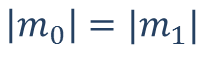 |m₀| = |m₁|